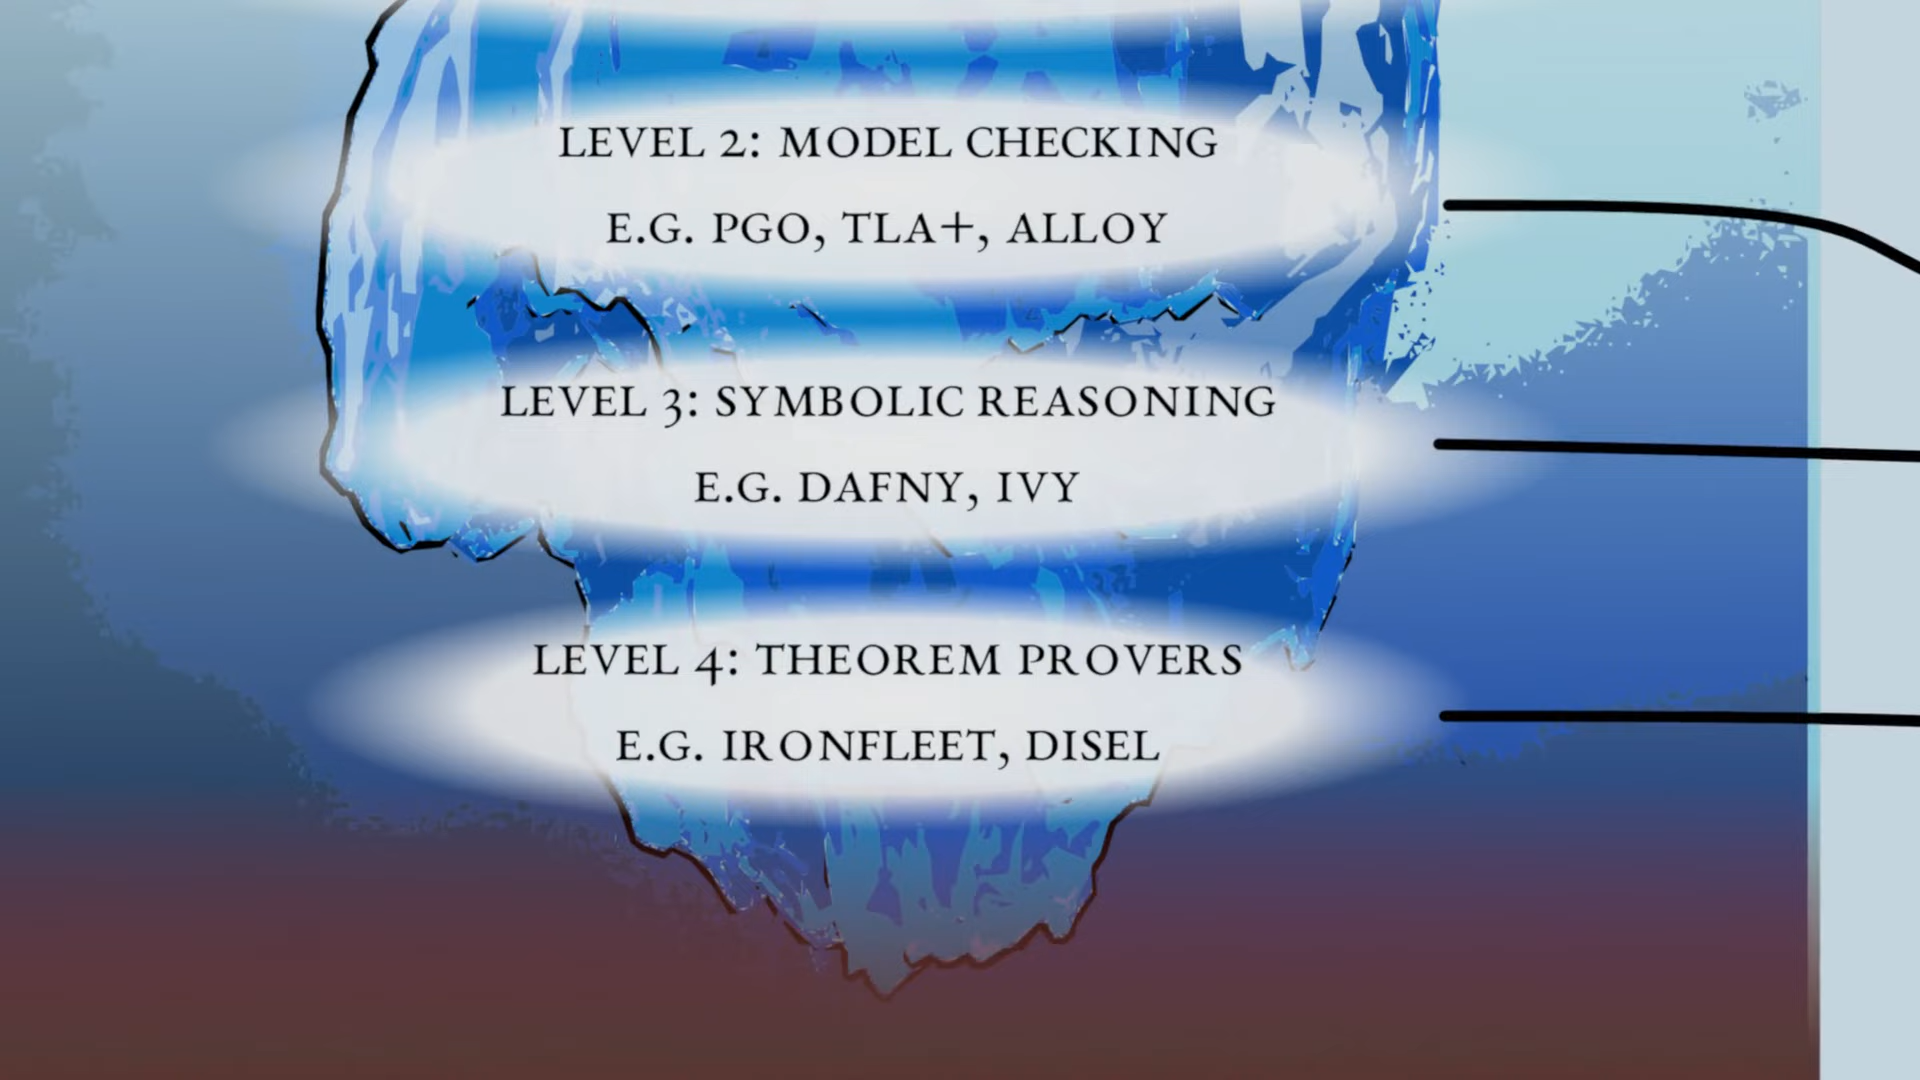 LEVEL 2: MODEL CHECKING
E.G. PGO, TLA+, ALLOY
LEVEL 3: SYMBOLIC REASONING
E.G. DAFNY, IVY
LEVEL 4: THEOREM PROVERS
E.G. IRONFLEET, DISEL